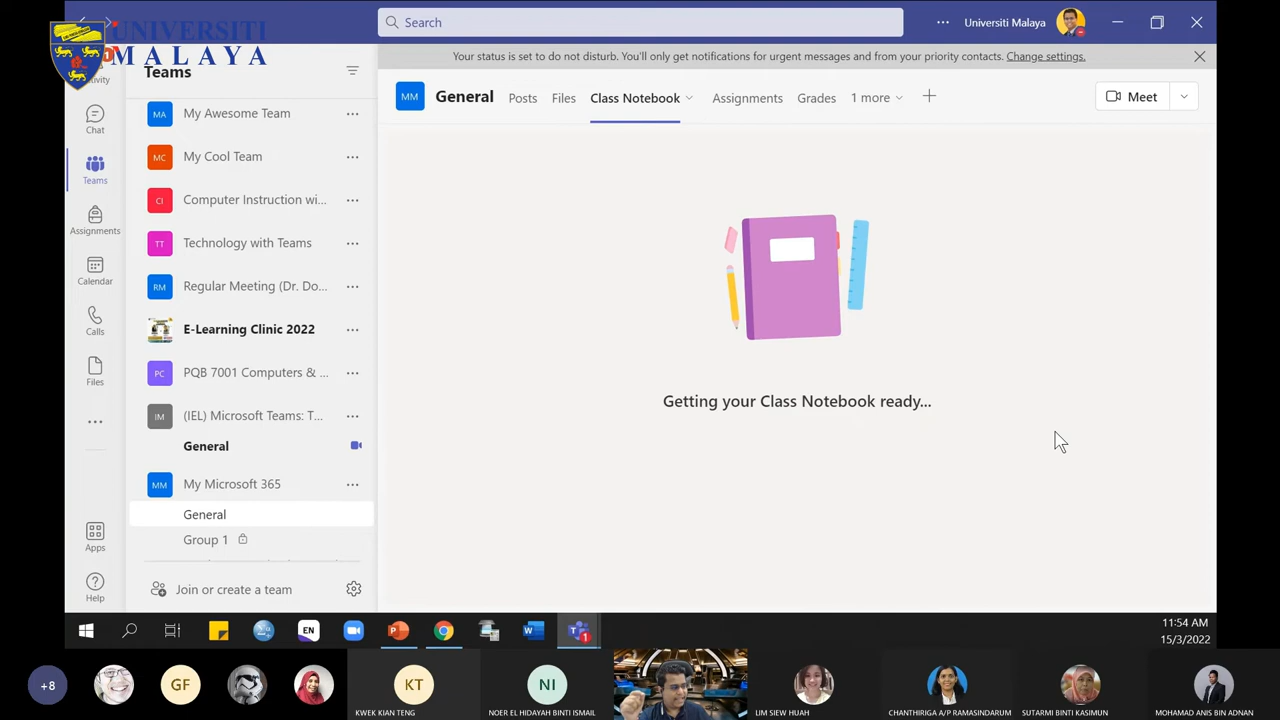 UNIVERSITI
MALAYA
Search
Universiti Malaya
Your status is set to do not disturb. You'll only get notifications for urgent messages and from your priority contacts. Change settings.
Teams
MM
General
Posts
Files
Class Notebook
Assignments
Grades
1 more
Meet
Chat
Teams
Assignments
Calendar
Calls
Files
Apps
Help
MA
My Awesome Team
MC
My Cool Team
CI
Computer Instruction wi...
TT
Technology with Teams
RM
Regular Meeting (Dr. Do...
E-Learning Clinic 2022
PC
PQB 7001 Computers & ...
IM
(IEL) Microsoft Teams: T...
General
MM
My Microsoft 365
General
Group 1
Join or create a team
Getting your Class Notebook ready...
EN
1
11:54 AM
15/3/2022
+8
GF
KT
KWEK KIAN TENG
NI
NOER EL HIDAYAH BINTI ISMAIL
LIM SIEW HUAH
CHANTHIRIGA A/P RAMASINDARUM
SUTARMI BINTI KASIMUN
MOHAMAD ANIS BIN ADNAN